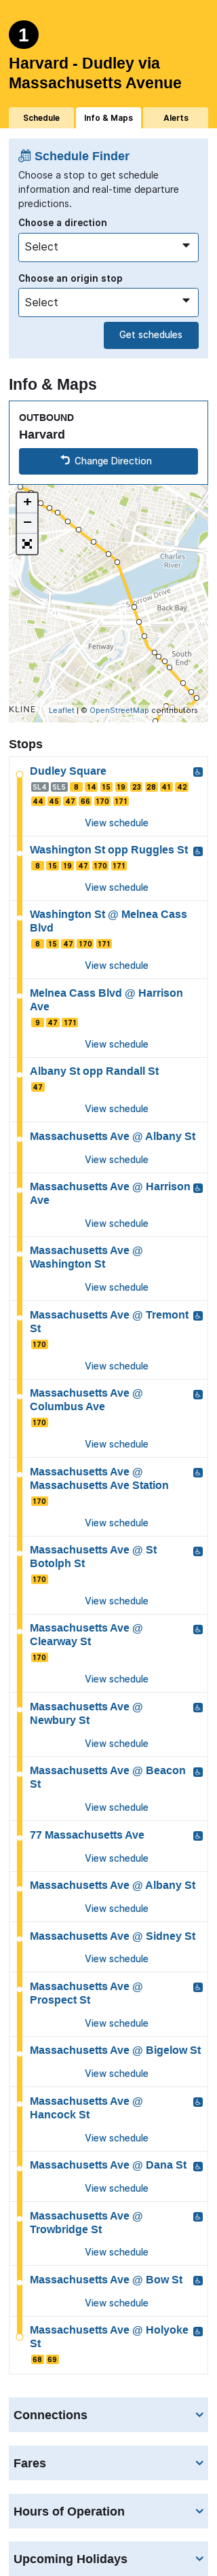 1
Harvard - Dudley via
Massachusetts Avenue
Schedule
Info & Maps
Alerts
Schedule Finder
Choose a stop to get schedule
information and real-time departure
predictions.
Choose a direction
Select
Choose an origin stop
Select
Get schedules
Info & Maps
OUTBOUND
Harvard
Change Direction
+
−
Charles
River
Storrow Drive
Back Bay
Fenway
South
End
KLINE
Leaflet | © OpenStreetMap contributors
Stops
Dudley Square
SL4 SL5 8 14 15 19 23 28 41 42
44 45 47 66 170 171
View schedule
Washington St opp Ruggles St
8 15 19 47 170 171
View schedule
Washington St @ Melnea Cass
Blvd
8 15 47 170 171
View schedule
Melnea Cass Blvd @ Harrison
Ave
9 47 171
View schedule
Albany St opp Randall St
47
View schedule
Massachusetts Ave @ Albany St
View schedule
Massachusetts Ave @ Harrison
Ave
View schedule
Massachusetts Ave @
Washington St
View schedule
Massachusetts Ave @ Tremont
St
170
View schedule
Massachusetts Ave @
Columbus Ave
170
View schedule
Massachusetts Ave @
Massachusetts Ave Station
170
View schedule
Massachusetts Ave @ St
Botolph St
170
View schedule
Massachusetts Ave @
Clearway St
170
View schedule
Massachusetts Ave @
Newbury St
View schedule
Massachusetts Ave @ Beacon
St
View schedule
77 Massachusetts Ave
View schedule
Massachusetts Ave @ Albany St
View schedule
Massachusetts Ave @ Sidney St
View schedule
Massachusetts Ave @
Prospect St
View schedule
Massachusetts Ave @ Bigelow St
View schedule
Massachusetts Ave @
Hancock St
View schedule
Massachusetts Ave @ Dana St
View schedule
Massachusetts Ave @
Trowbridge St
View schedule
Massachusetts Ave @ Bow St
View schedule
Massachusetts Ave @ Holyoke
St
68 69
Connections
Fares
Hours of Operation
Upcoming Holidays